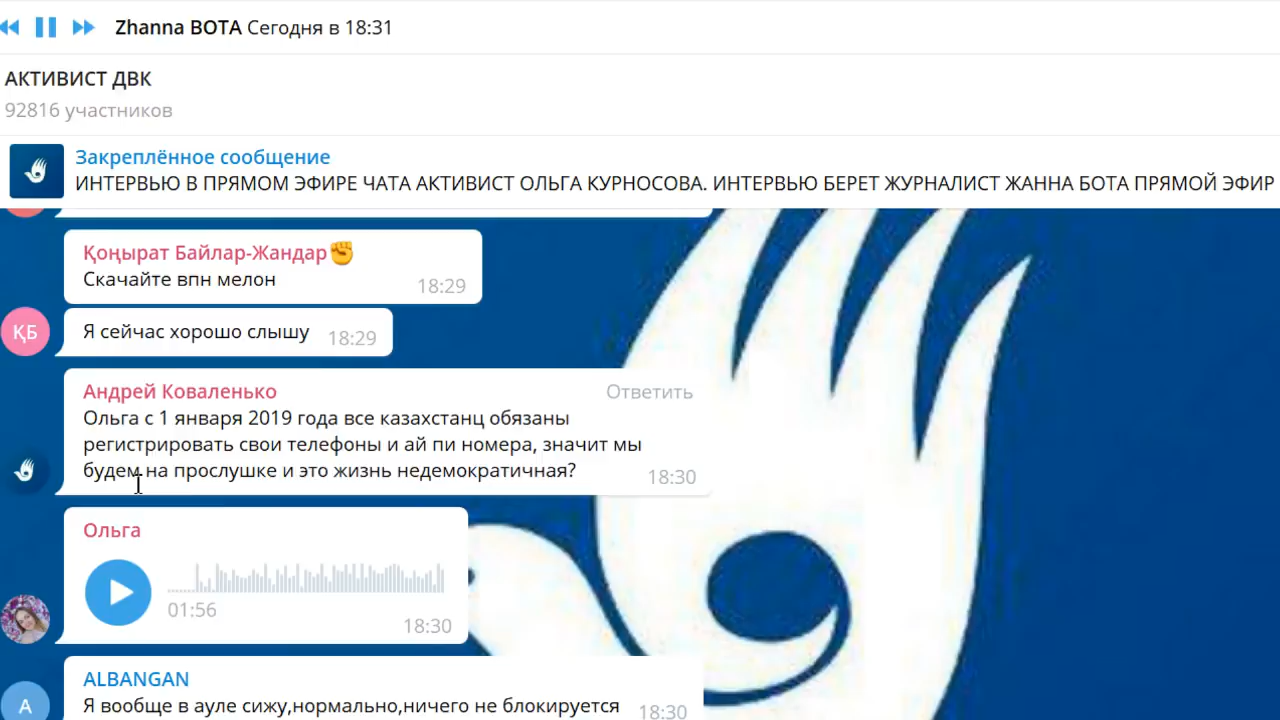 Zhanna BOTA Сегодня в 18:31
АКТИВИСТ ДВК
92816 участников
Закреплённое сообщение
ИНТЕРВЬЮ В ПРЯМОМ ЭФИРЕ ЧАТА АКТИВИСТ ОЛЬГА КУРНОСОВА. ИНТЕРВЬЮ БЕРЕТ ЖУРНАЛИСТ ЖАННА БОТА ПРЯМОЙ ЭФИР
Қоңырат Байлар-Жандар✊
Скачайте впн мелон
18:29
ҚБ
Я сейчас хорошо слышу
18:29
Андрей Коваленько
Ответить
Ольга с 1 января 2019 года все казахстанц обязаны
регистрировать свои телефоны и ай пи номера, значит мы
будем на прослушке и это жизнь недемократичная?
18:30
Ольга
01:56
18:30
ALBANGAN
A
Я вообще в ауле сижу,нормально,ничего не блокируется
18:30